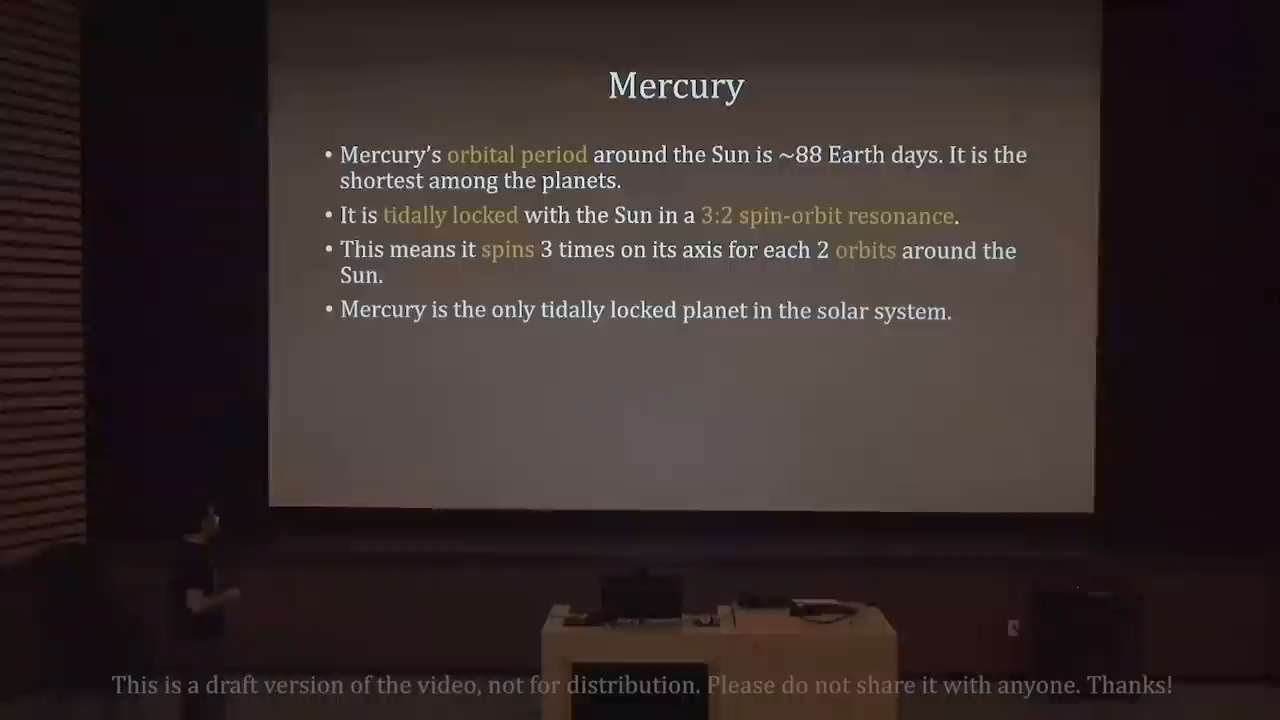 Mercury
• Mercury's orbital period around the Sun is ~88 Earth days. It is the
shortest among the planets.
• It is tidally locked with the Sun in a 3:2 spin-orbit resonance.
• This means it spins 3 times on its axis for each 2 orbits around the
Sun.
• Mercury is the only tidally locked planet in the solar system.
This is a draft version of the video, not for distribution. Please do not share it with anyone. Thanks!